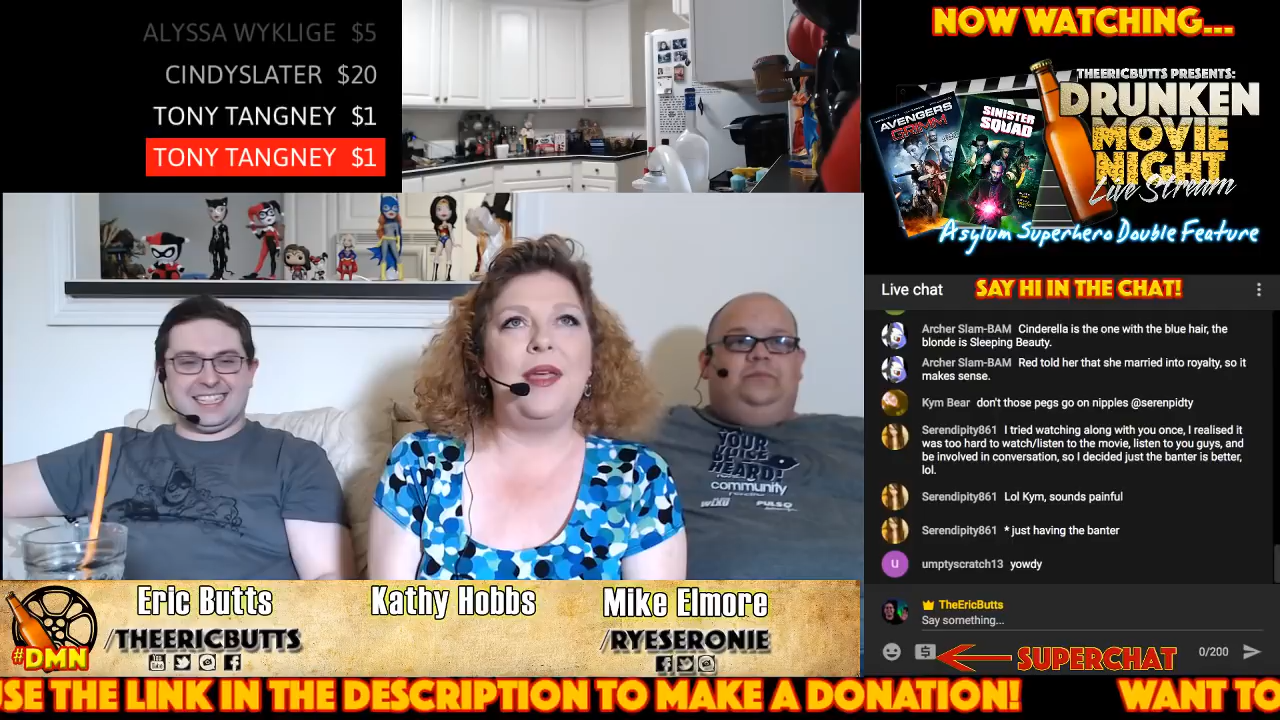 ALYSSA WYKLIGE $5
CINDYSLATER $20
TONY TANGNEY $1
TONY TANGNEY $1
NOW WATCHING...
THEERICBUTTS PRESENTS:
DRUNKEN
MOVIE
NIGHT
Live Stream
AVENGERS
GRIMM
SINISTER
SQUAD
Asylum Superhero Double Feature
Live chat
SAY HI IN THE CHAT!
Archer Slam-BAM Cinderella is the one with the blue hair, the
blonde is Sleeping Beauty.
Archer Slam-BAM Red told her that she married into royalty, so it
makes sense.
Kym Bear don't those pegs go on nipples @serenpidty
Serendipity861 I tried watching along with you once, I realised it
was too hard to watch/listen to the movie, listen to you guys, and
be involved in conversation, so I decided just the banter is better,
lol.
Serendipity861 Lol Kym, sounds painful
Serendipity861 * just having the banter
U umptyscratch13 yowdy
TheEricButts
Say something...
0/200
SUPERCHAT
YOUR
VOICE
HEARD!
community
PULSO
Eric Butts
/THEERICBUTTS
Kathy Hobbs
Mike Elmore
/RYESERONIE
#DMN
USE THE LINK IN THE DESCRIPTION TO MAKE A DONATION! WANT TO